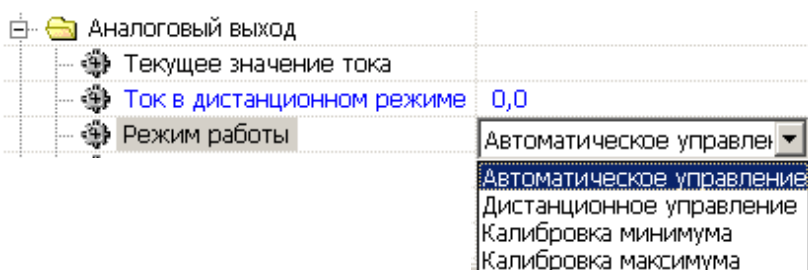 Аналоговый выход
Текущее значение тока
Ток в дистанционном режиме 0,0
Режим работы Автоматическое управлен
Автоматическое управление
Дистанционное управление
Калибровка минимума
Калибровка максимума